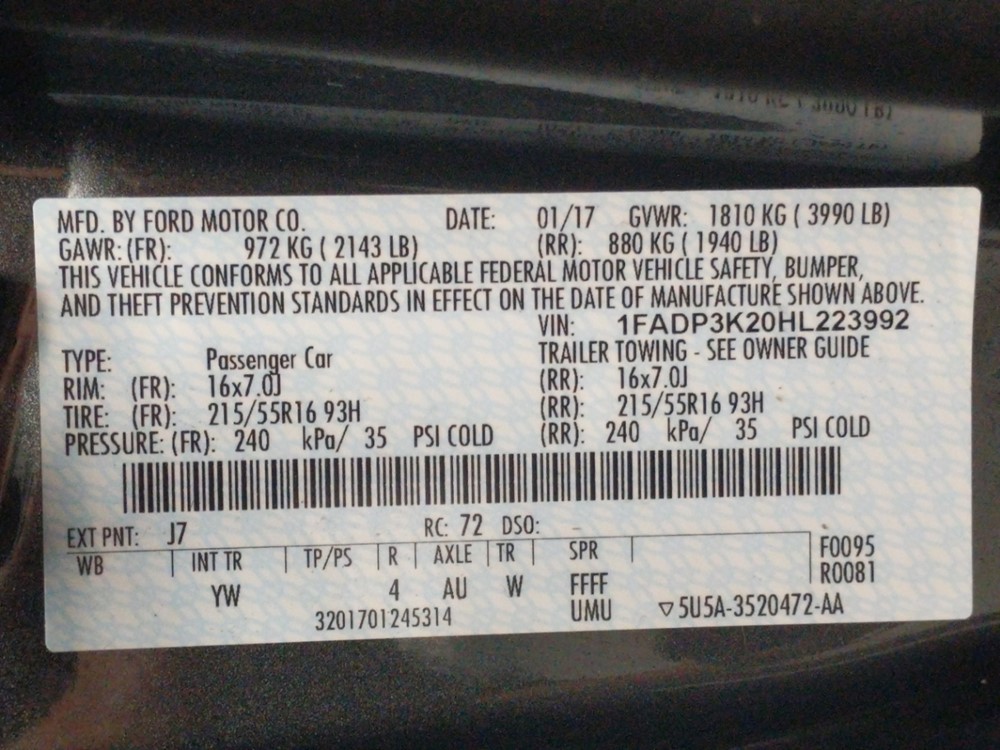 MFD. BY FORD MOTOR CO. DATE: 01/17 GVWR: 1810 KG ( 3990 LB)
GAWR: (FR): 972 KG ( 2143 LB) (RR): 880 KG ( 1940 LB)
THIS VEHICLE CONFORMS TO ALL APPLICABLE FEDERAL MOTOR VEHICLE SAFETY, BUMPER,
AND THEFT PREVENTION STANDARDS IN EFFECT ON THE DATE OF MANUFACTURE SHOWN ABOVE.
VIN: 1FADP3K20HL223992
TYPE: Passenger Car TRAILER TOWING - SEE OWNER GUIDE
RIM: (FR): 16x7.0J (RR): 16x7.0J
TIRE: (FR): 215/55R16 93H (RR): 215/55R16 93H
PRESSURE: (FR): 240 kPa/ 35 PSI COLD (RR): 240 kPa/ 35 PSI COLD
EXT PNT: J7 RC: 72 DSO:
WB INT TR TP/PS R AXLE TR SPR F0095
R0081
YW 4 AU W FFFF
3201701245314 UMU ▽5U5A-3520472-AA